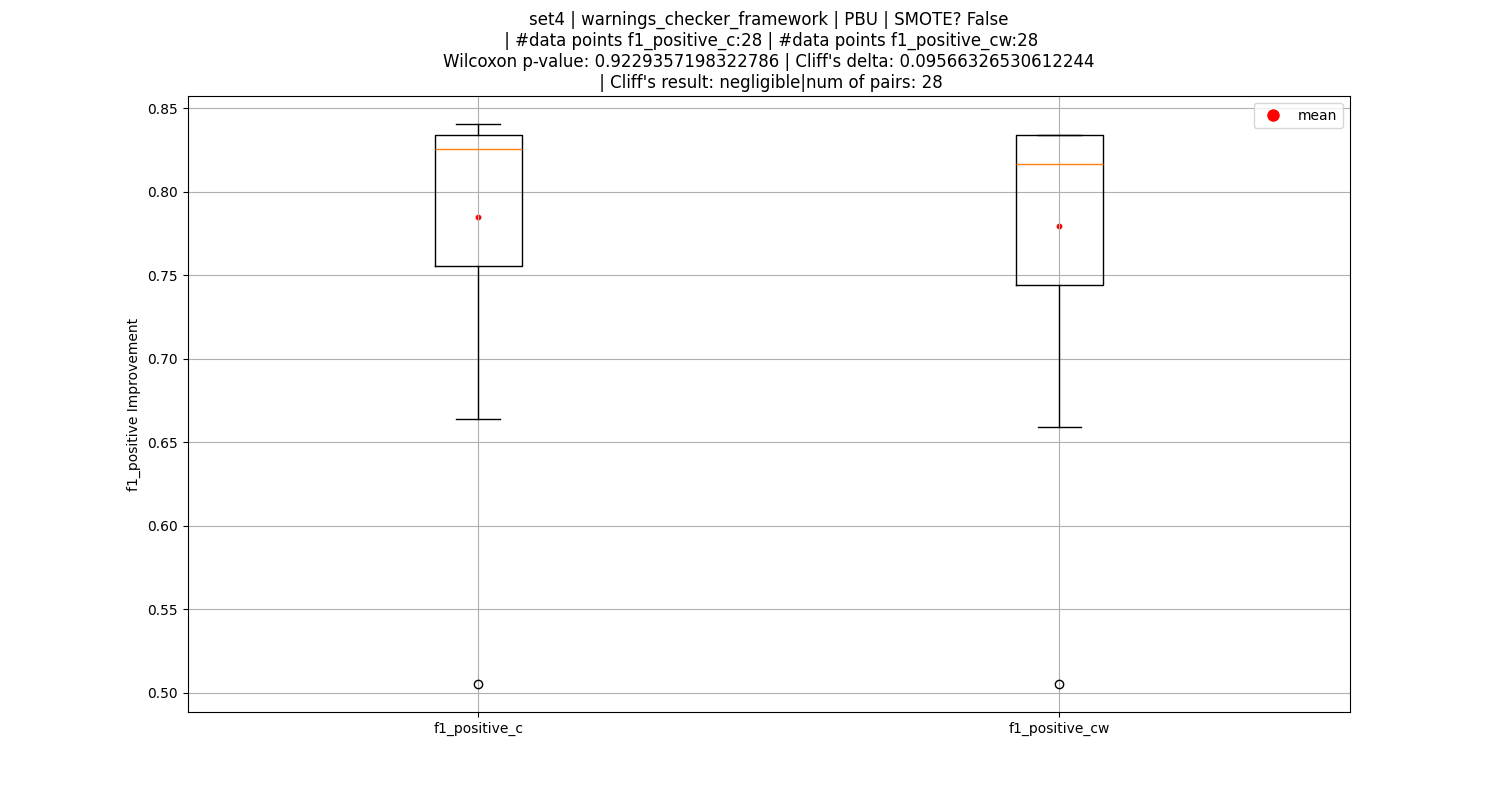 set4 | warnings_checker_framework | PBU | SMOTE? False
| #data points f1_positive_c:28 | #data points f1_positive_cw:28
Wilcoxon p-value: 0.9229357198322786 | Cliff's delta: 0.09566326530612244
| Cliff's result: negligible|num of pairs: 28
mean
0.85
0.80
0.75
0.70
0.65
0.60
0.55
0.50
f1_positive Improvement
f1_positive_c
f1_positive_cw